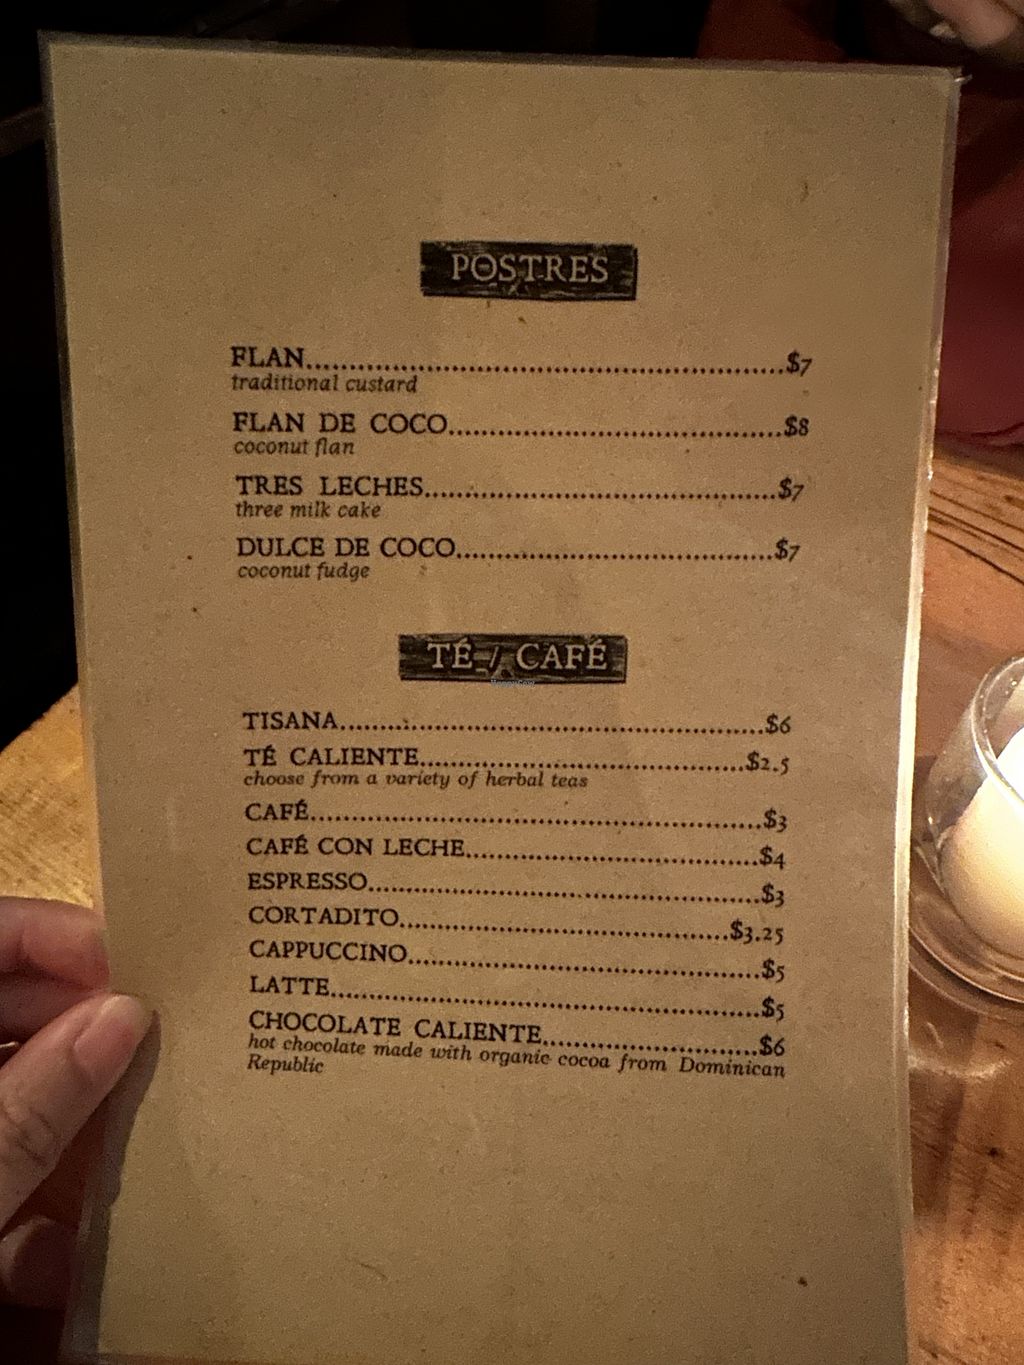 POSTRES
FLAN........................................................$7
traditional custard
FLAN DE COCO........................................$8
coconut flan
TRES LECHES..........................................$7
three milk cake
DULCE DE COCO......................................$7
coconut fudge
TÉ / CAFÉ
HappyCow
TISANA...................................................$6
TÉ CALIENTE.......................................$2.5
choose from a variety of herbal teas
CAFÉ......................................................$3
CAFÉ CON LECHE...................................$4
ESPRESSO..............................................$3
CORTADITO.......................................$3.25
CAPPUCCINO.........................................$5
LATTE...................................................$5
CHOCOLATE CALIENTE..........................$6
hot chocolate made with organic cocoa from Dominican
Republic